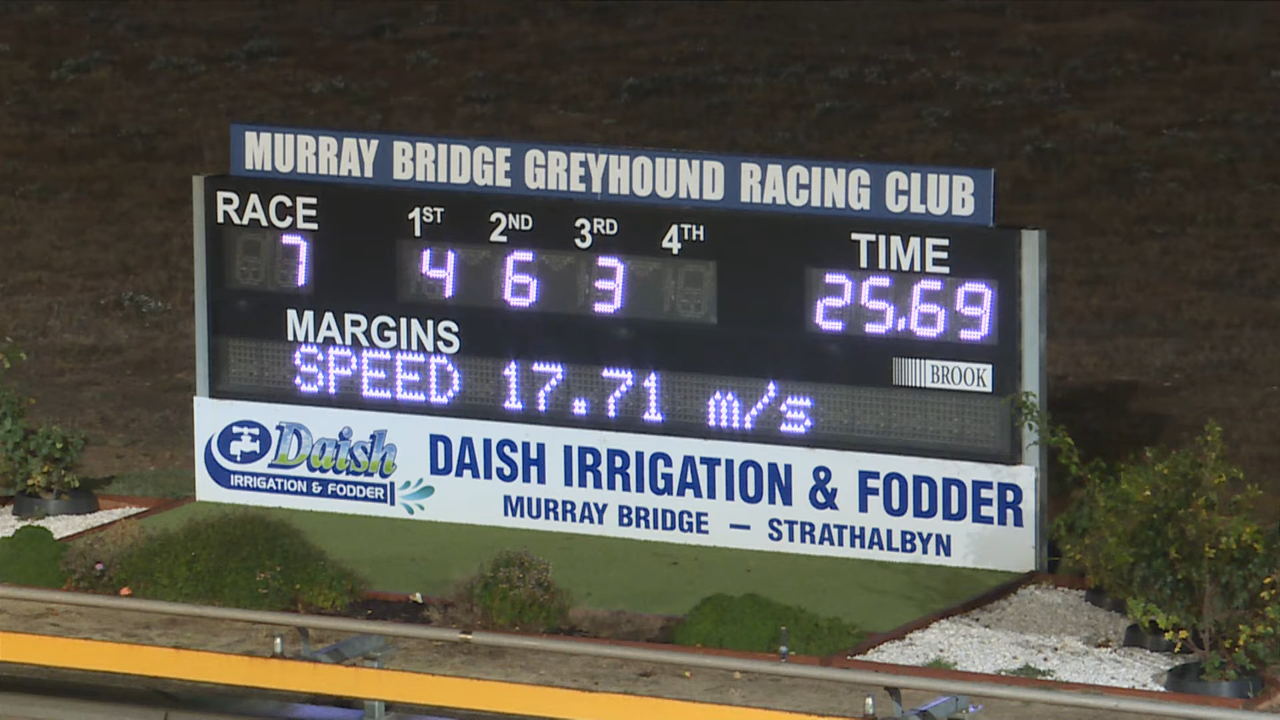 MURRAY BRIDGE GREYHOUND RACING CLUB
RACE 1ST 2ND 3RD 4TH TIME
7 4 6 3 25.69
MARGINS
BROOK
SPEED 17.71 m/s
Daish
IRRIGATION & FODDER
DAISH IRRIGATION & FODDER
MURRAY BRIDGE – STRATHALBYN